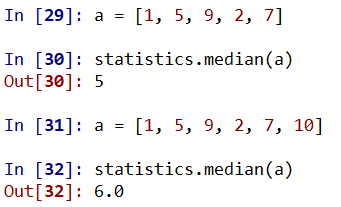 In [29]: a = [1, 5, 9, 2, 7]
In [30]: statistics.median(a)
Out[30]: 5
In [31]: a = [1, 5, 9, 2, 7, 10]
In [32]: statistics.median(a)
Out[32]: 6.0